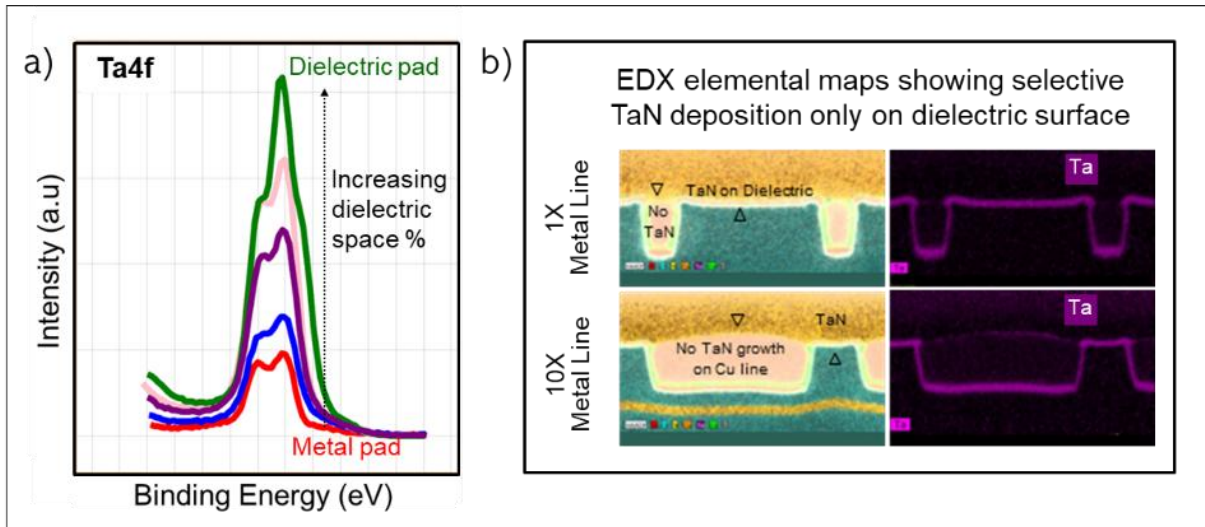 a)
Ta4f
Dielectric pad
Increasing
dielectric
space %
Metal pad
Intensity (a.u)
Binding Energy (eV)
b)
EDX elemental maps showing selective
TaN deposition only on dielectric surface
1X
Metal Line
TaN on Dielectric
No
TaN
Ta
Ta
10X
Metal Line
TaN
No TaN growth
on Cu line
Ta
Ta